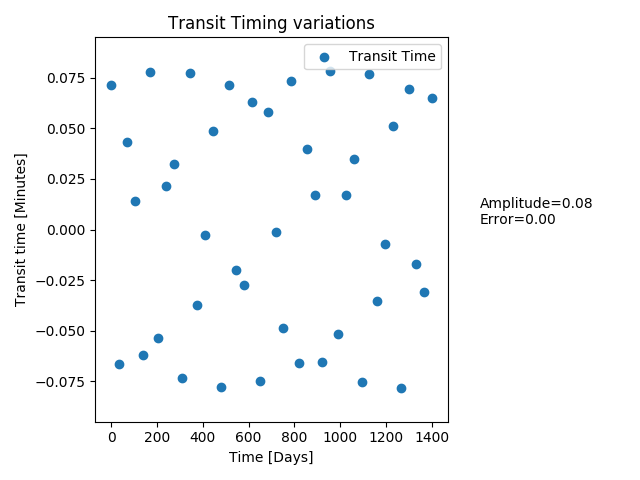 Transit Timing variations
Transit Time
0.075
0.050
0.025
0.000
−0.025
−0.050
−0.075
Transit time [Minutes]
0 200 400 600 800 1000 1200 1400
Time [Days]
Amplitude=0.08
Error=0.00